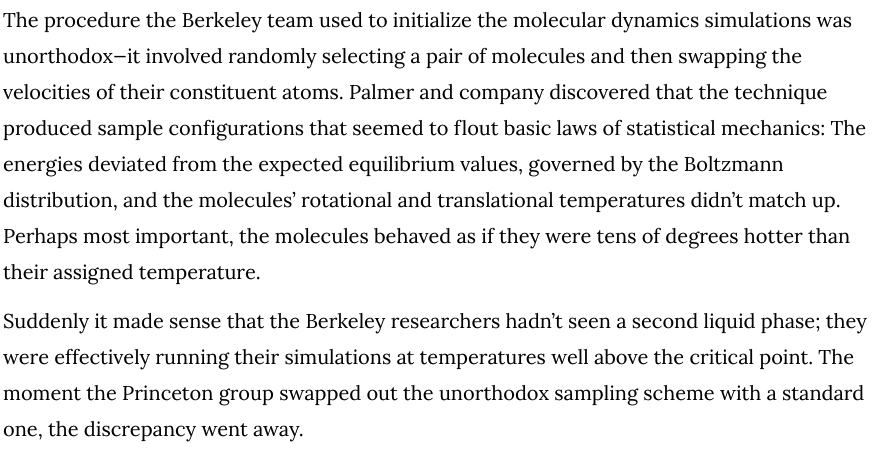 The procedure the Berkeley team used to initialize the molecular dynamics simulations was
unorthodox—it involved randomly selecting a pair of molecules and then swapping the
velocities of their constituent atoms. Palmer and company discovered that the technique
produced sample configurations that seemed to flout basic laws of statistical mechanics: The
energies deviated from the expected equilibrium values, governed by the Boltzmann
distribution, and the molecules’ rotational and translational temperatures didn’t match up.
Perhaps most important, the molecules behaved as if they were tens of degrees hotter than
their assigned temperature.
Suddenly it made sense that the Berkeley researchers hadn’t seen a second liquid phase; they
were effectively running their simulations at temperatures well above the critical point. The
moment the Princeton group swapped out the unorthodox sampling scheme with a standard
one, the discrepancy went away.